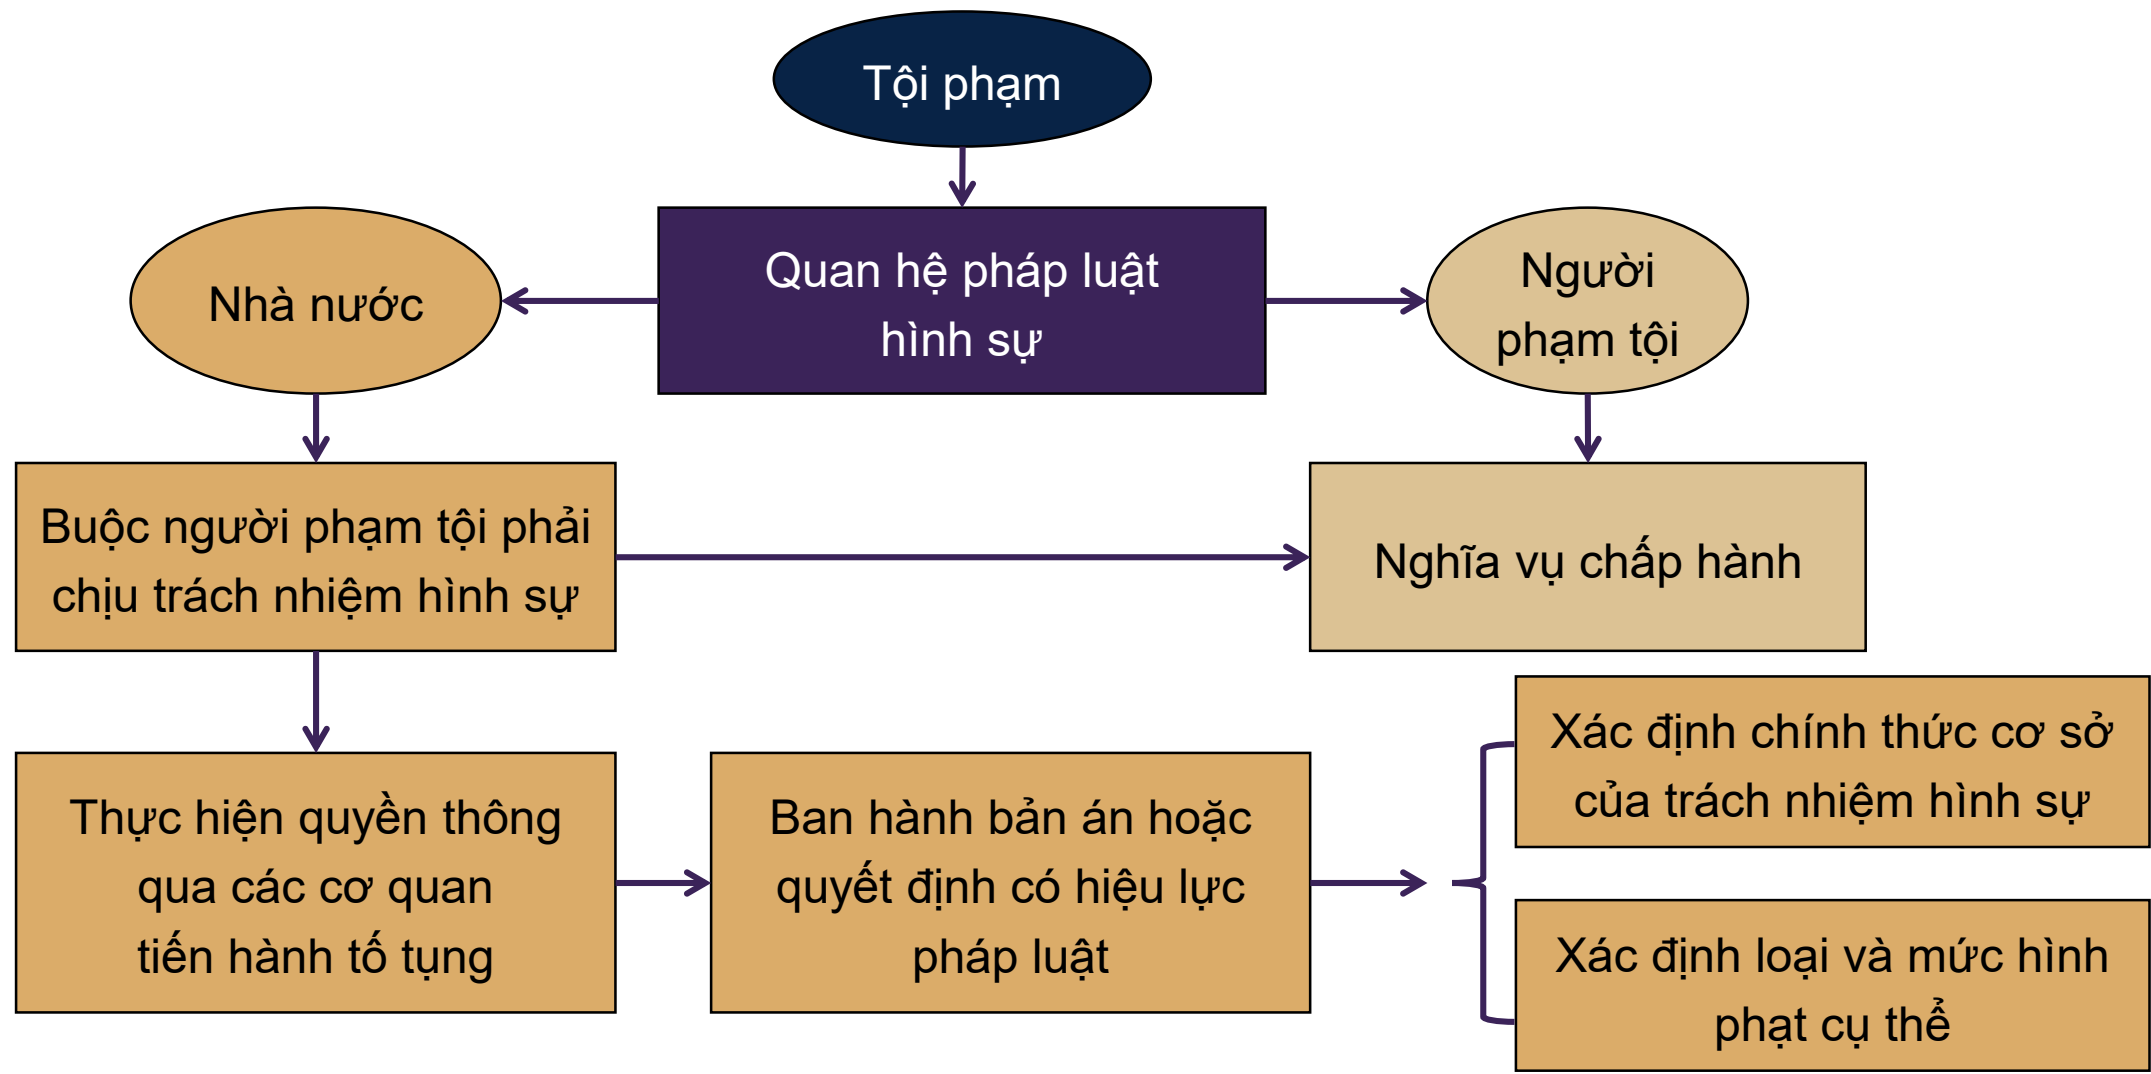 Tội phạm
Nhà nước
Quan hệ pháp luật
hình sự
Người
phạm tội
Buộc người phạm tội phải
chịu trách nhiệm hình sự
Nghĩa vụ chấp hành
Thực hiện quyền thông
qua các cơ quan
tiến hành tố tụng
Ban hành bản án hoặc
quyết định có hiệu lực
pháp luật
Xác định chính thức cơ sở
của trách nhiệm hình sự
Xác định loại và mức hình
phạt cụ thể